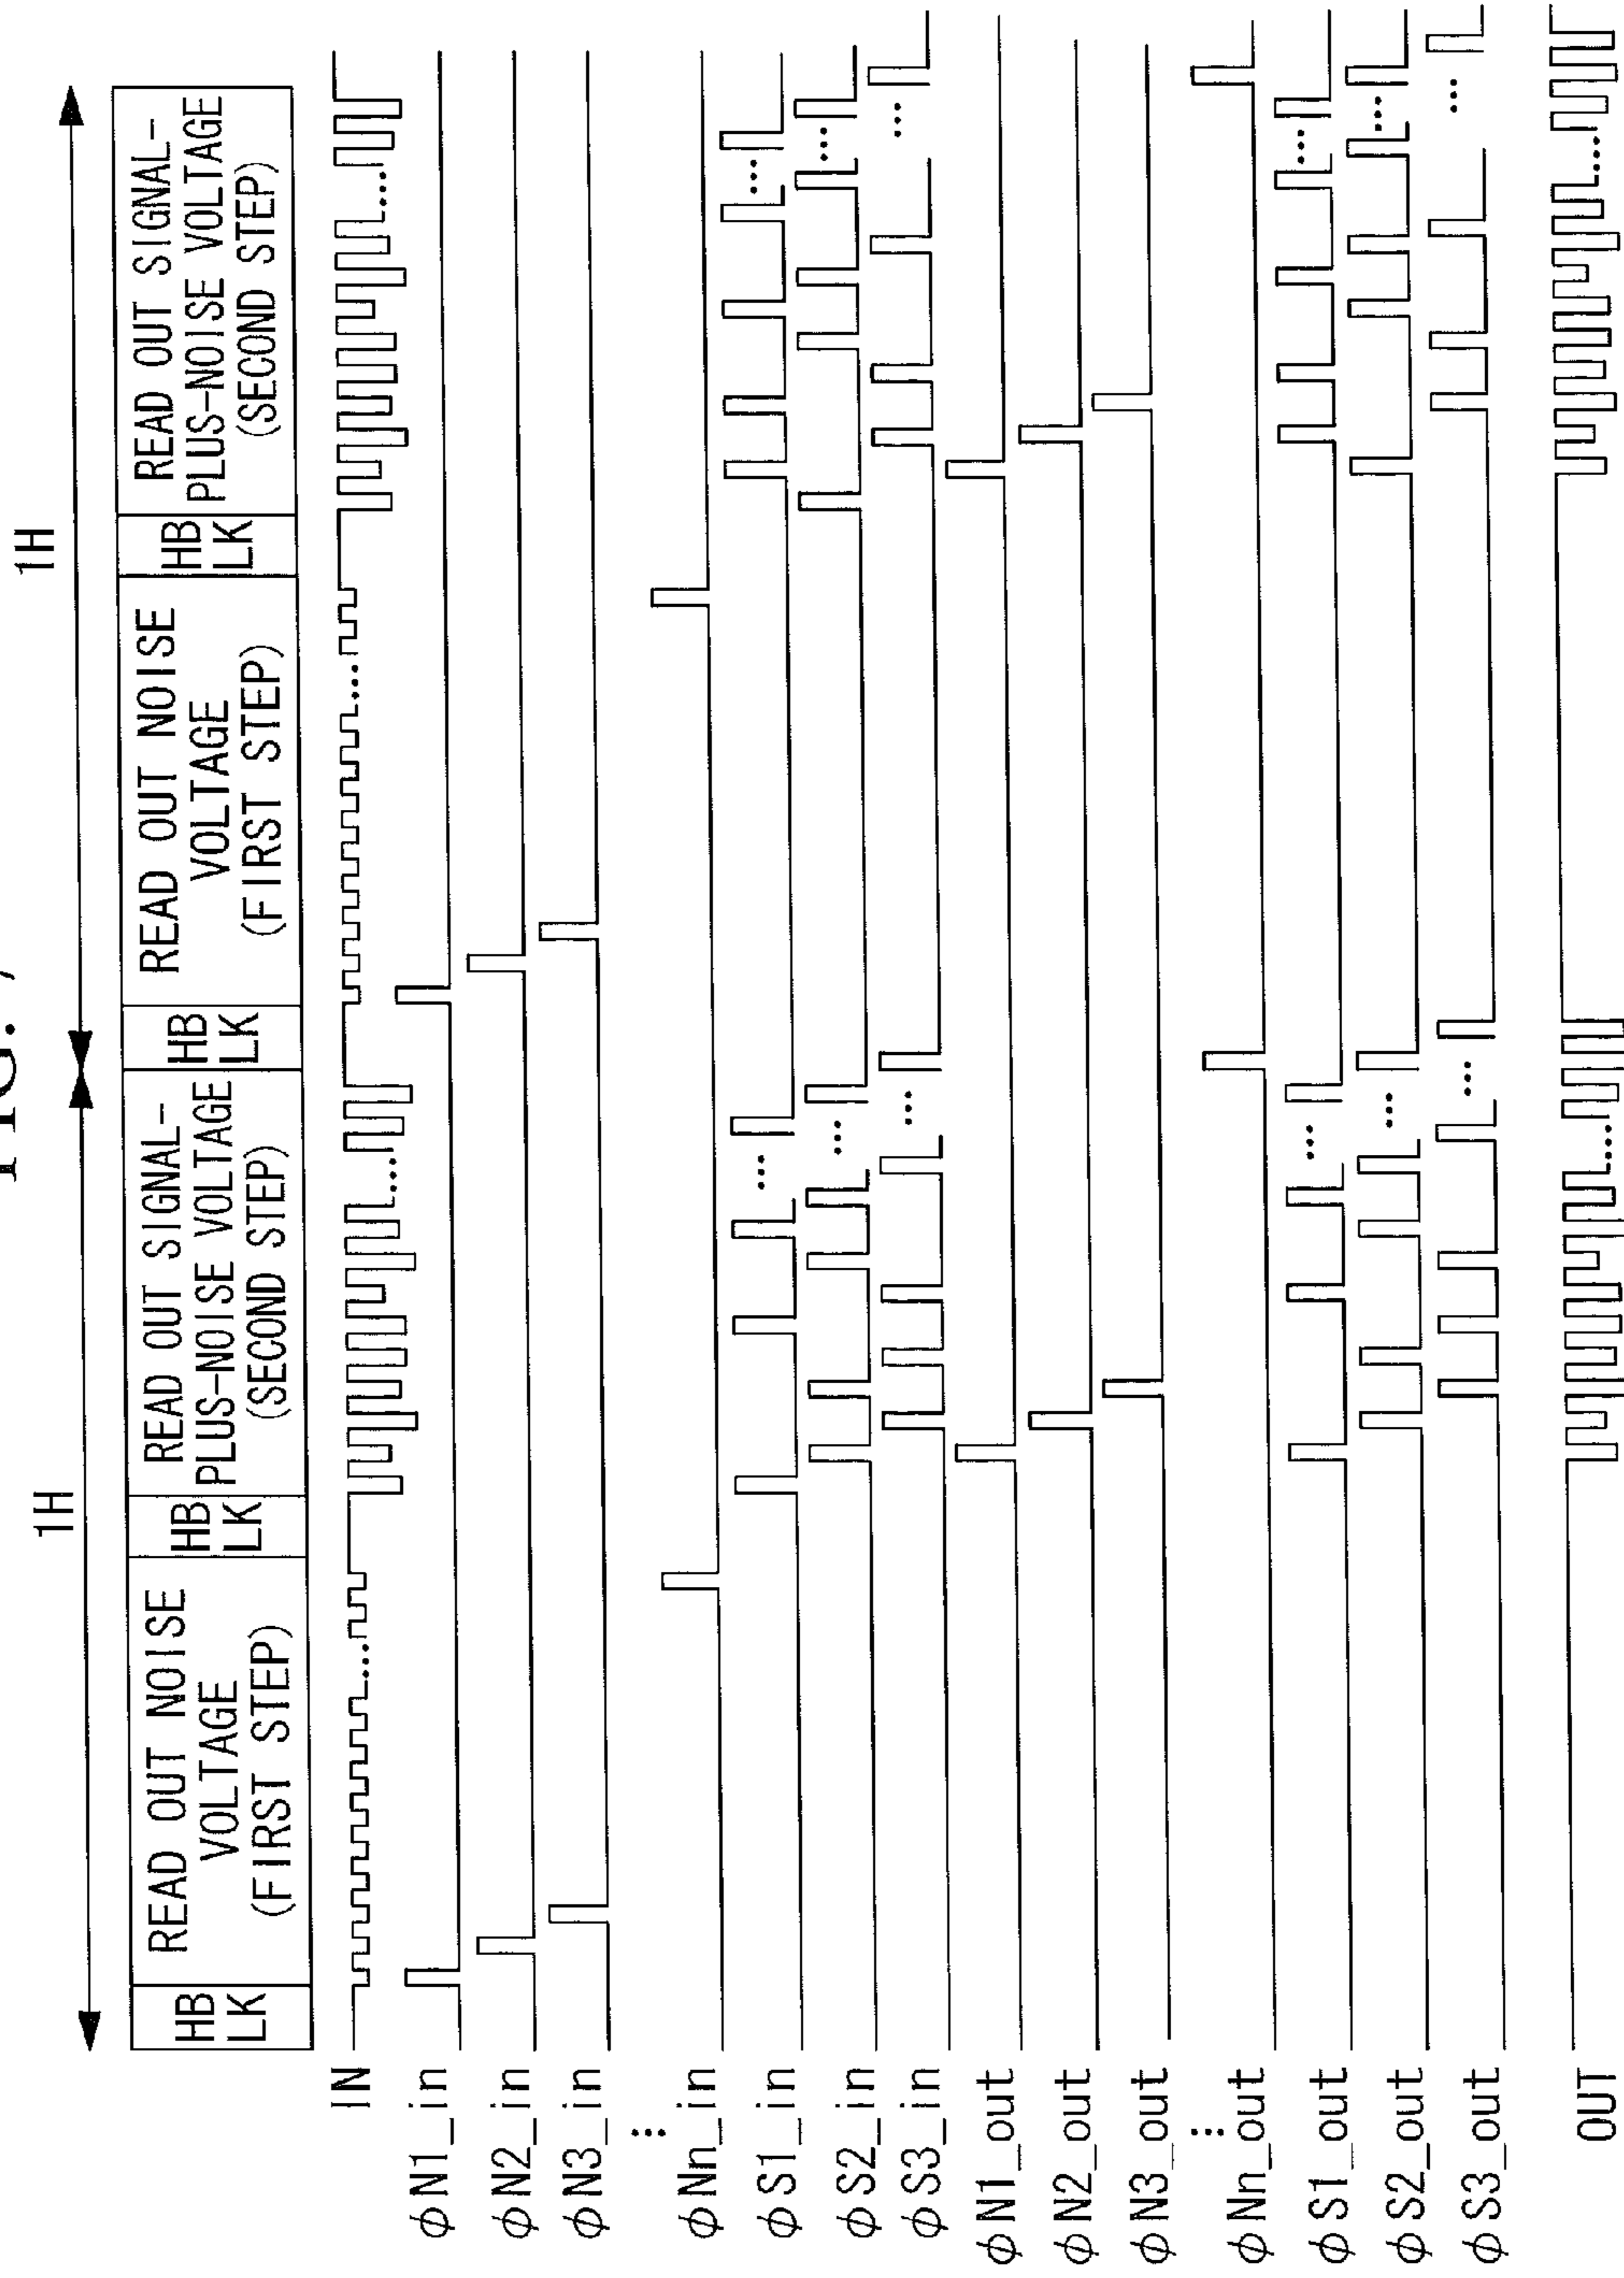 FIG. 7
1H
1H
HB
LK
READ OUT NOISE
VOLTAGE
(FIRST STEP)
HB
LK
READ OUT SIGNAL-
PLUS-NOISE VOLTAGE
(SECOND STEP)
HB
LK
READ OUT NOISE
VOLTAGE
(FIRST STEP)
HB
LK
READ OUT SIGNAL-
PLUS-NOISE VOLTAGE
(SECOND STEP)
IN
φN1_in
φN2_in
φN3_in
φNn_in
φS1_in
φS2_in
φS3_in
φN1_out
φN2_out
φN3_out
φNn_out
φS1_out
φS2_out
φS3_out
OUT